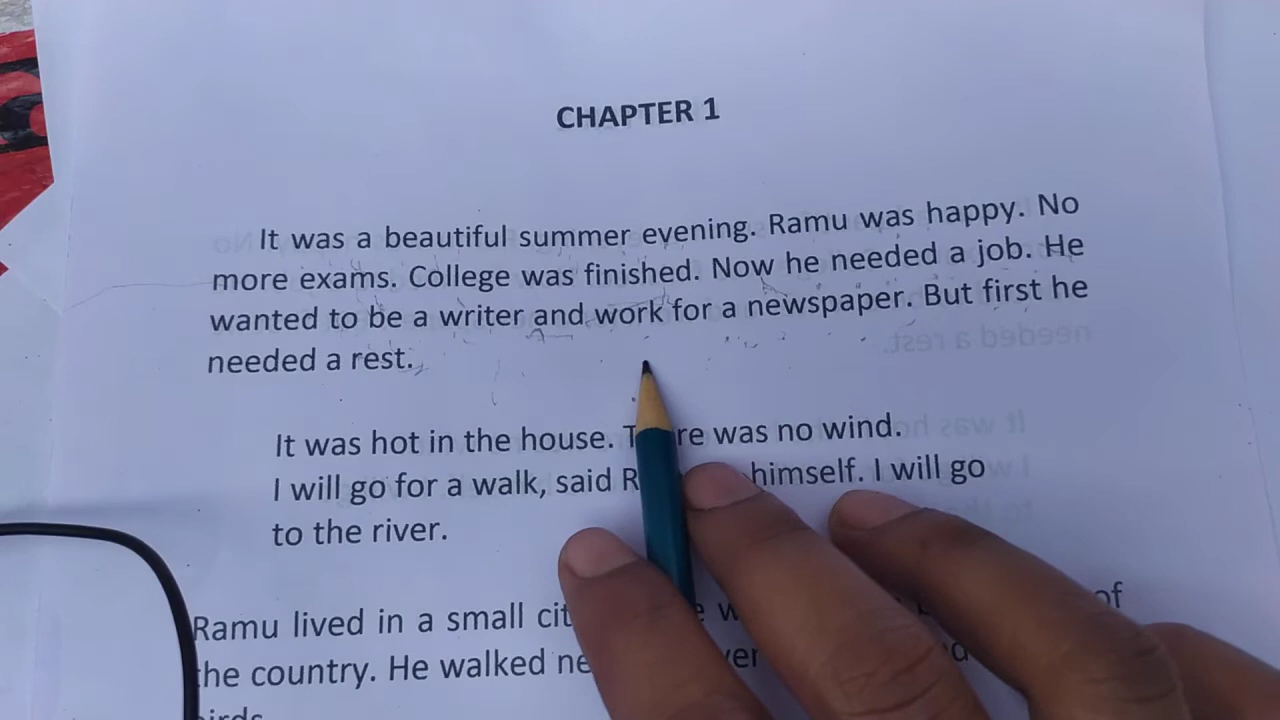 CHAPTER 1
It was a beautiful summer evening. Ramu was happy. No
more exams. College was finished. Now he needed a job. He
wanted to be a writer and work for a newspaper. But first he
needed a rest.
It was hot in the house. was no wind.
I will go for a walk, said himself. I will go
to the river.
Ramu lived in a small of
the country. He walked